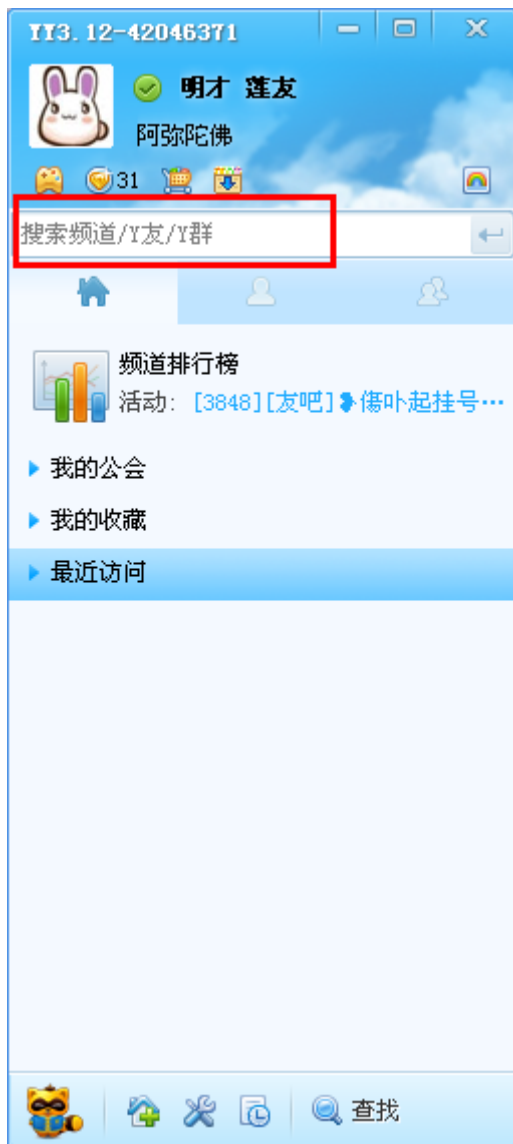 YY3.12-42046371
明才 莲友
阿弥陀佛
31
搜索频道/Y友/Y群
频道排行榜
活动: [3848][友吧]❥傷卟起挂号…
我的公会
我的收藏
最近访问
查找